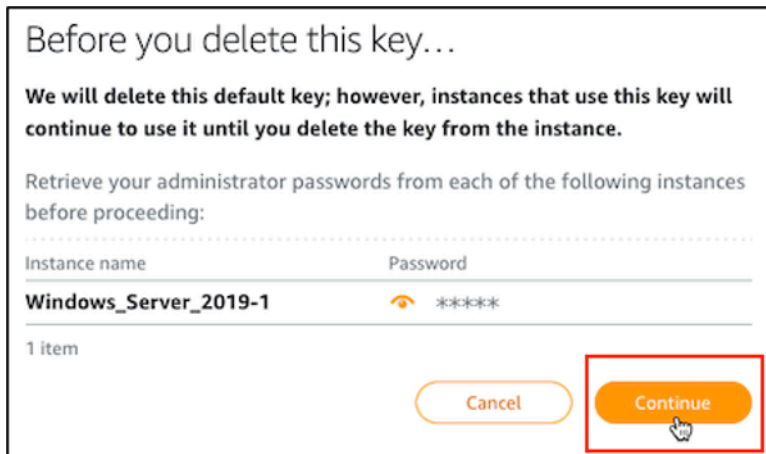 Before you delete this key...
We will delete this default key; however, instances that use this key will
continue to use it until you delete the key from the instance.
Retrieve your administrator passwords from each of the following instances
before proceeding:
Instance name Password
Windows_Server_2019-1 *****
1 item
Cancel Continue